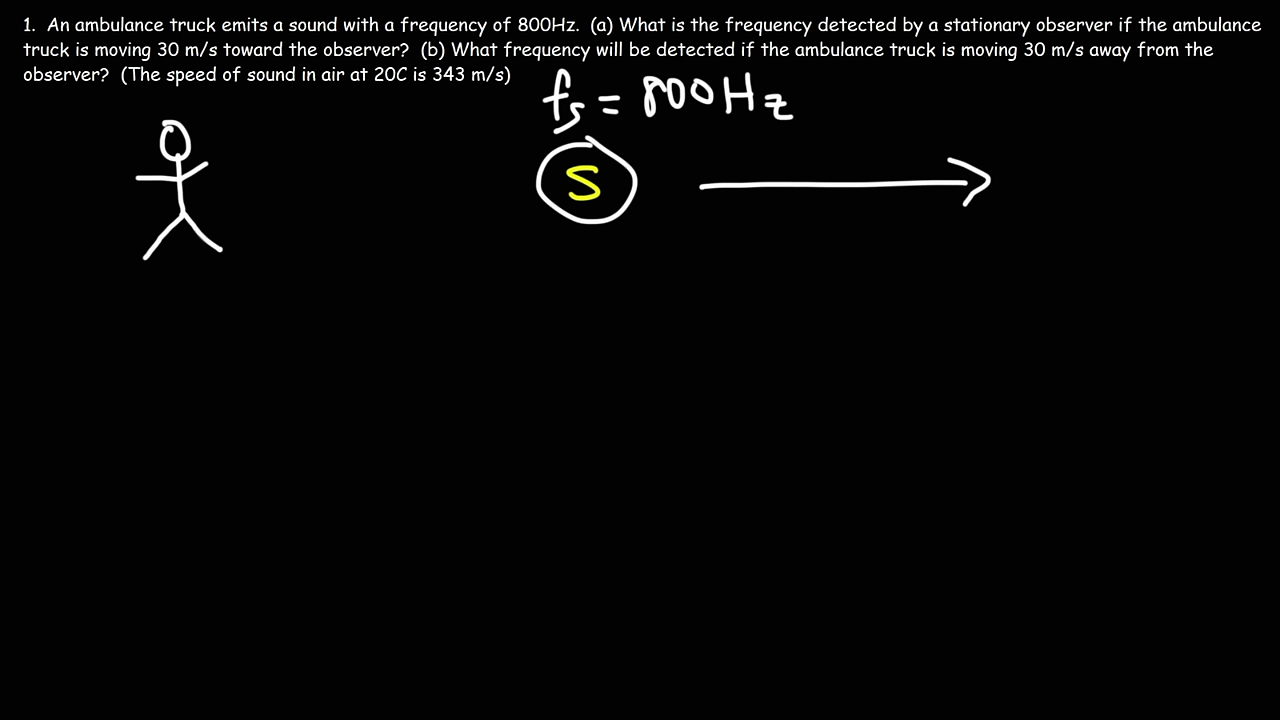 1. An ambulance truck emits a sound with a frequency of 800Hz. (a) What is the frequency detected by a stationary observer if the ambulance
truck is moving 30 m/s toward the observer? (b) What frequency will be detected if the ambulance truck is moving 30 m/s away from the
observer? (The speed of sound in air at 20C is 343 m/s)
fs = 800Hz
S